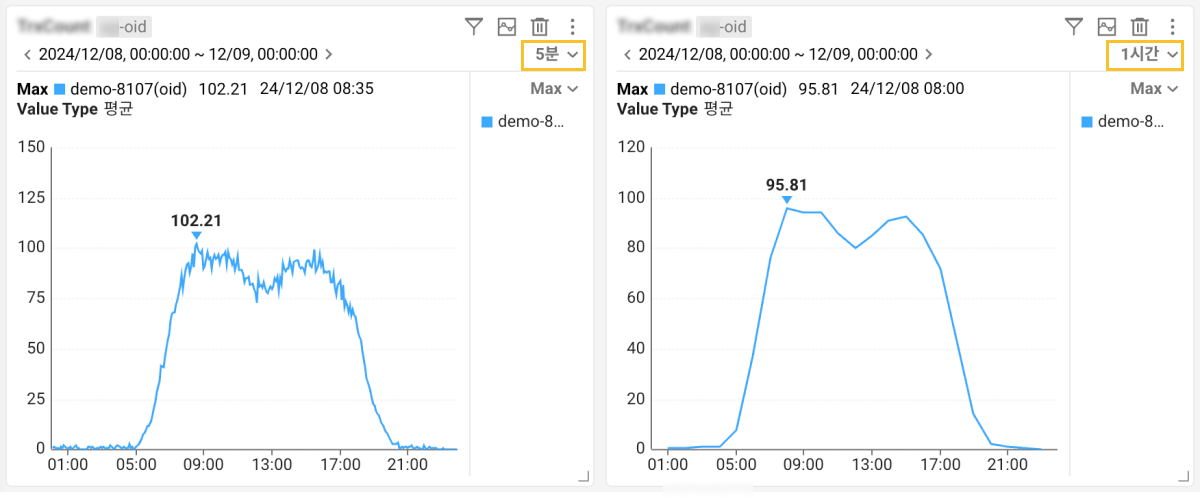 -oid
2024/12/08, 00:00:00 ~ 12/09, 00:00:00
5분
Max demo-8107(oid) 102.21 24/12/08 08:35
Value Type 평균
Max
demo-8...
150
125
100
75
50
25
0
102.21
01:00 05:00 09:00 13:00 17:00 21:00
-oid
2024/12/08, 00:00:00 ~ 12/09, 00:00:00
1시간
Max demo-8107(oid) 95.81 24/12/08 08:00
Value Type 평균
Max
demo-8...
120
100
80
60
40
20
0
95.81
01:00 05:00 09:00 13:00 17:00 21:00